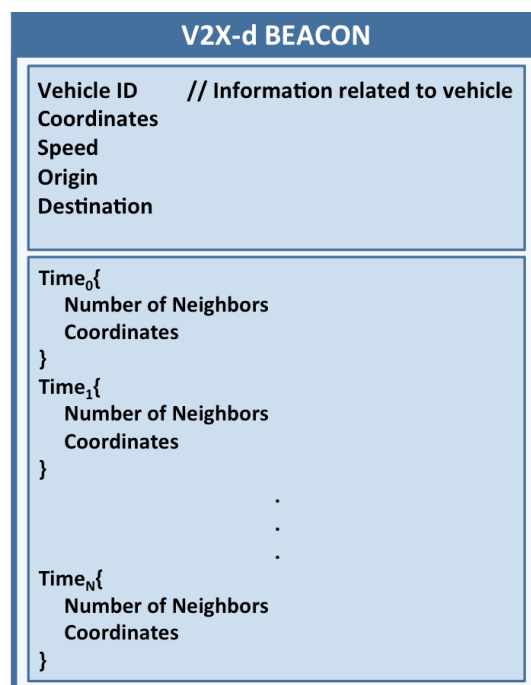 V2X-d BEACON
Vehicle ID // Information related to vehicle
Coordinates
Speed
Origin
Destination
Time₀{
Number of Neighbors
Coordinates
}
Time₁{
Number of Neighbors
Coordinates
}
.
.
.
Time_N{
Number of Neighbors
Coordinates
}